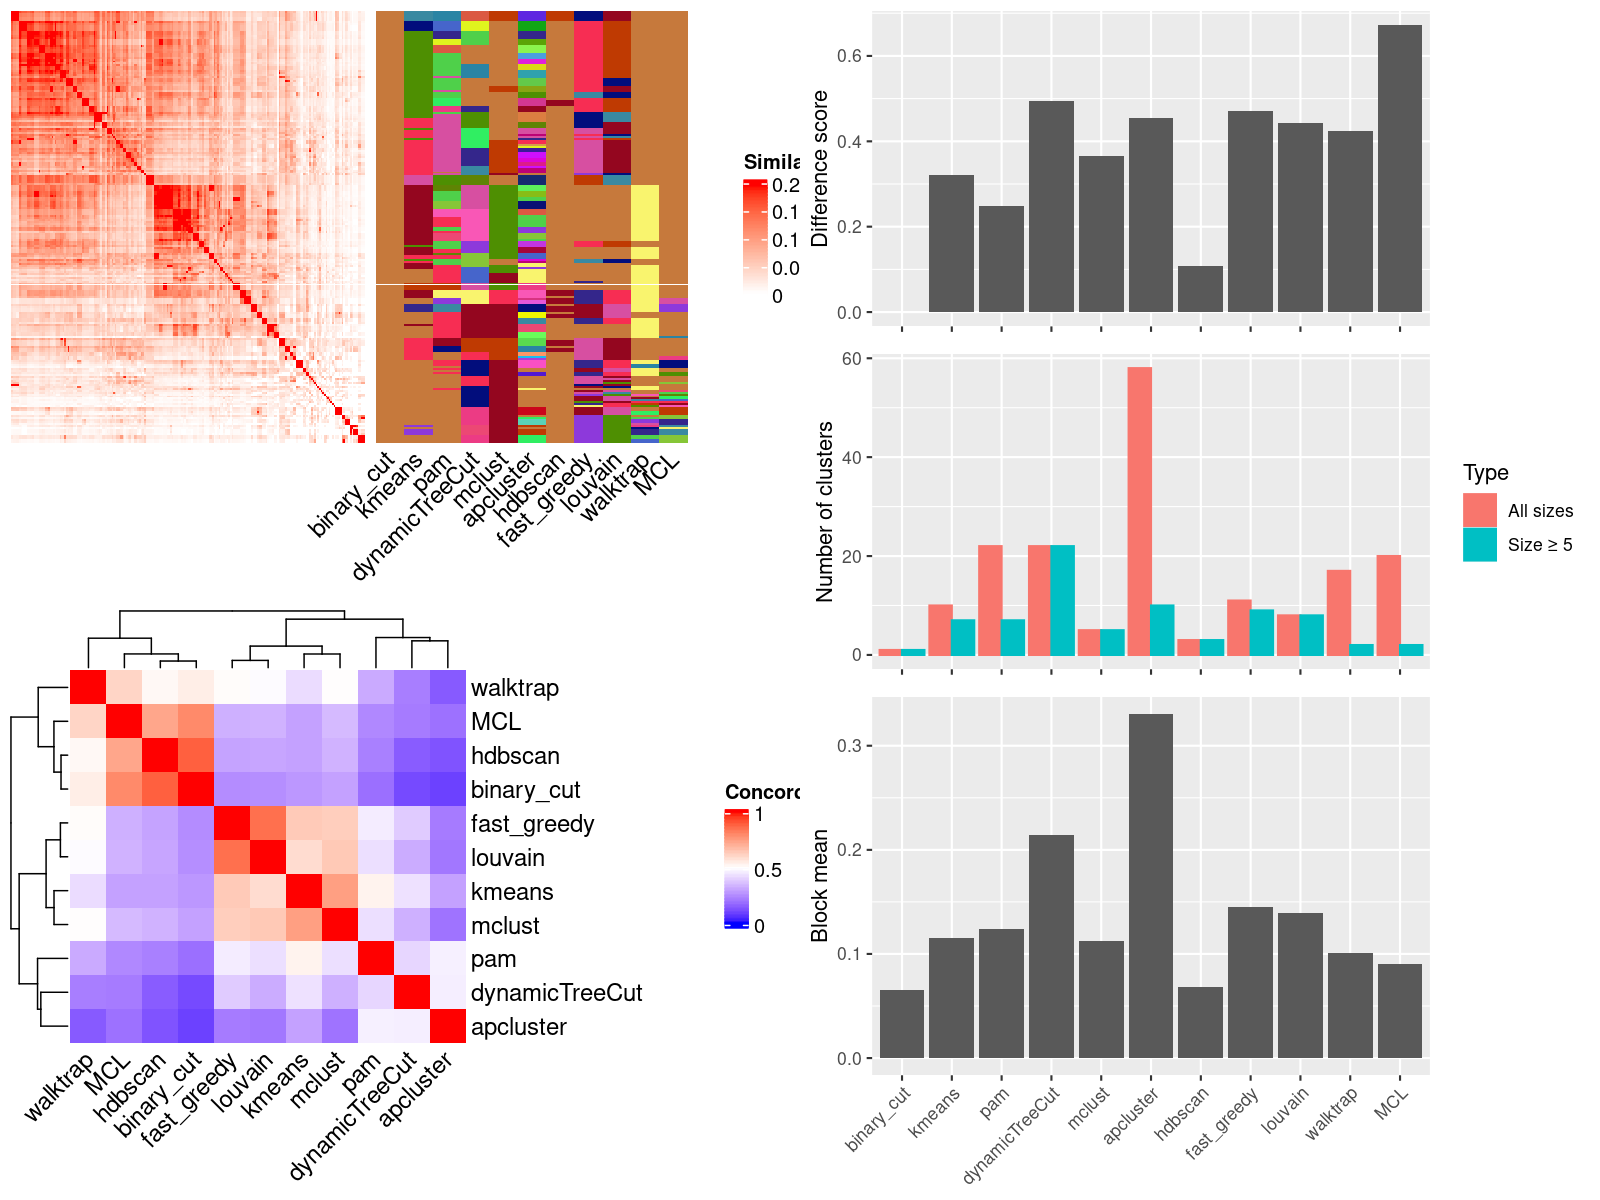 Simila
0.2
0.1
0.1
0.0
0
binary_cut
kmeans
pam
dynamicTreeCut
mclust
apcluster
hdbscan
fast_greedy
louvain
walktrap
MCL
walktrap
MCL
hdbscan
binary_cut
fast_greedy
louvain
kmeans
mclust
pam
dynamicTreeCut
apcluster
walktrap
MCL
hdbscan
binary_cut
fast_greedy
louvain
kmeans
mclust
pam
dynamicTreeCut
apcluster
Concord
1
0.5
0
Difference score
0.6
0.4
0.2
0.0
Number of clusters
60
40
20
0
Type
All sizes
Size ≥ 5
Block mean
0.3
0.2
0.1
0.0
binary_cut
kmeans
pam
dynamicTreeCut
mclust
apcluster
hdbscan
fast_greedy
louvain
walktrap
MCL